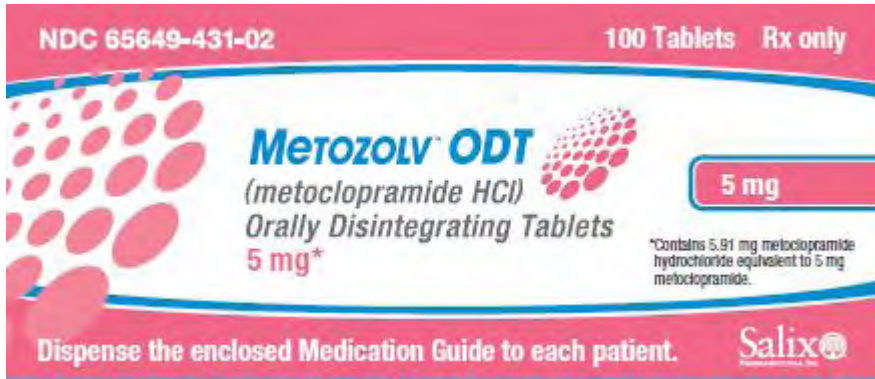 NDC 65649-431-02
100 Tablets Rx only
METOZOLV™ ODT
(metoclopramide HCl)
Orally Disintegrating Tablets
5 mg*
5 mg
*Contains 5.91 mg metoclopramide
hydrochloride equivalent to 5 mg
metoclopramide.
Dispense the enclosed Medication Guide to each patient.
Salix